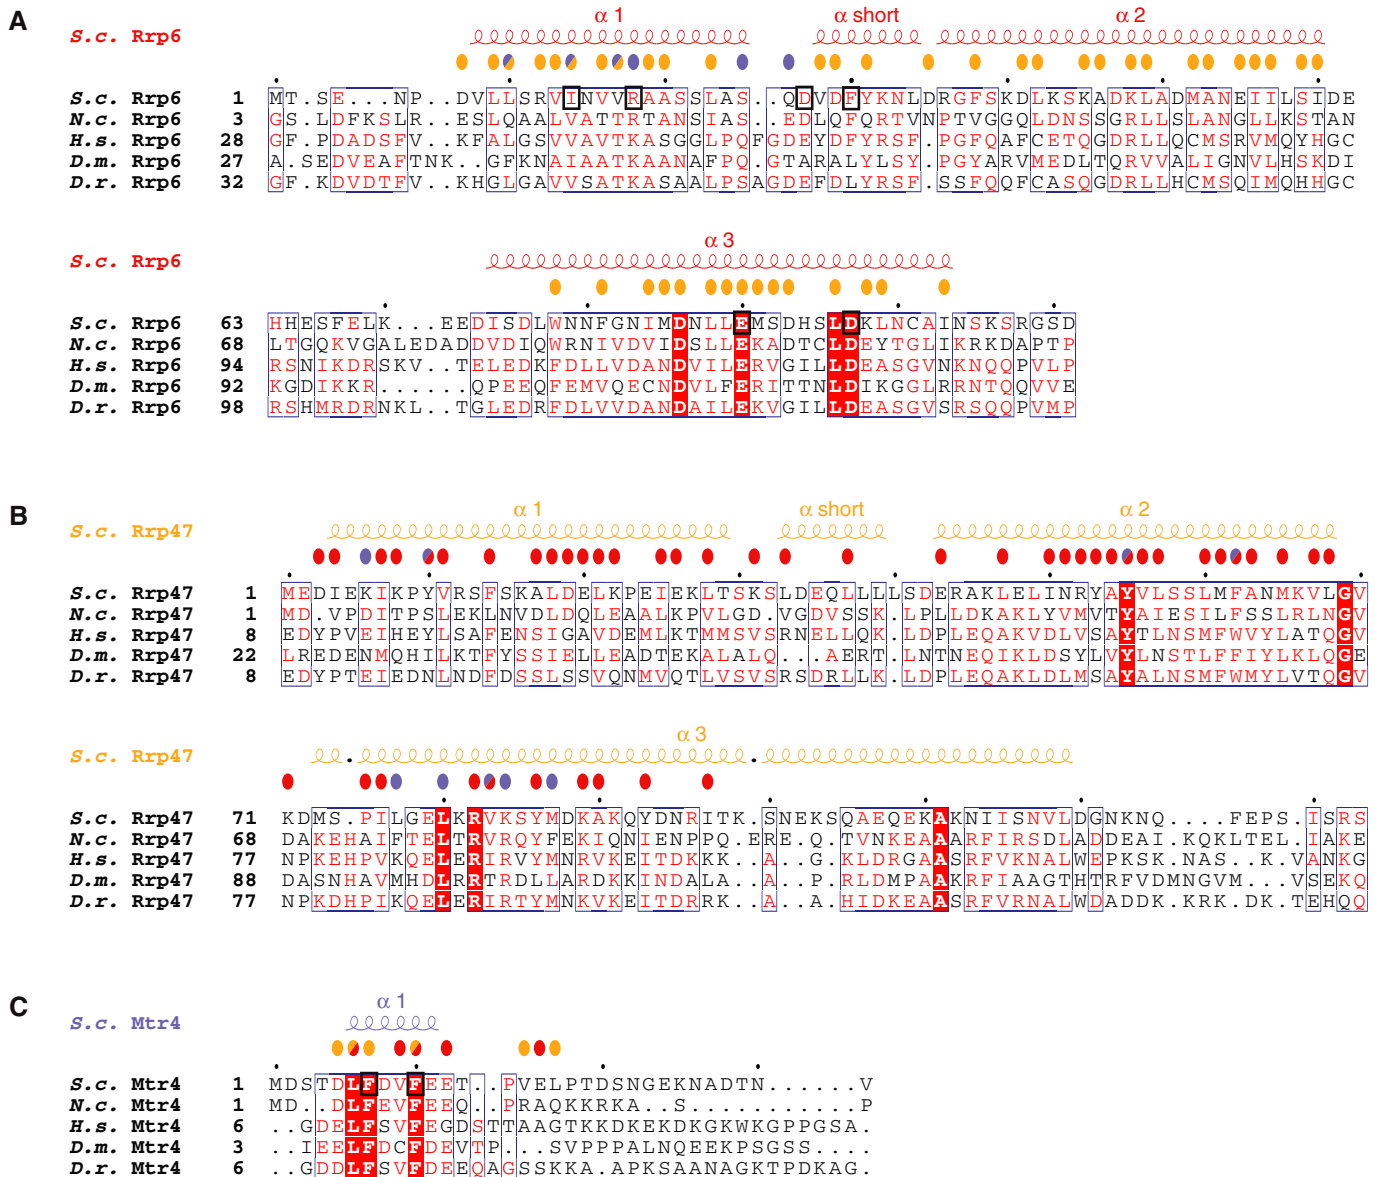 A
α 1 α short α 2
S.c. Rrp6
S.c. Rrp6 1 MT.SE...NP..DVLLSRVINVVRAASSLAS..QDVDFYKNLDRGFSKDLKSKADKLADMANEIILSIDE
N.c. Rrp6 3 GS.LDFKSLR..ESLQAALVATTRTANSIAS..EDLQFQRTVNPTVGGQLDNSSGRLLSLANGLLKSTAN
H.s. Rrp6 28 GF.PDADSFV..KFALGSVVAVTKASGGLPQFGDEYDFYRSF.PGFQAFCETQGDRLLQCMSRVMQYHGC
D.m. Rrp6 27 A.SEDVEAFTNK..GFKNAIAATKAANAFPQ.GTARALYLSY.PGYARVMEDLTQRVVALIGNVLHSKDI
D.r. Rrp6 32 GF.KDVDTFV..KHGLGAVVSATKASAALPSAGDEFDLYRSF.SSFQQFCASQGDRLLHCMSQIMQHHGC
α 3
S.c. Rrp6
S.c. Rrp6 63 HHESFELK...EEDISDLWNNFGNIMDNLLEMSDHSLDKLNCAINSKSRGSD
N.c. Rrp6 68 LTGQKVGALEDADDVDIQWRNIVDVIDSLLEKADTCLDEYTGLIKRKDAPTP
H.s. Rrp6 94 RSNIKDRSKV..TELEDKFDLLVDANDVILERVGILLDEASGVNKNQQPVLP
D.m. Rrp6 92 KGDIKKR......QPEEQFEMVQECNDVLFERITTNLDIKGGLRRNTQQVVE
D.r. Rrp6 98 RSHMRDRNKL..TGLEDRFDLVVDANDAILEKVGILLDEASGVSRSQQPVMP
B
α 1 α short α 2
S.c. Rrp47
S.c. Rrp47 1 MEDIEKIKPYVRSFSKALDELKPEIEKLTSKSLDEQLLLLSDERAKLELINRYAYVLSSLMFANMKVLGV
N.c. Rrp47 1 MD.VPDITPSLEKLNVDLDQLEAALKPVLGD.VGDVSSK.LPLLDKAKLYVMVTYAIESILFSSLRLNGV
H.s. Rrp47 8 EDYPVEIHEYLSAFENSIGAVDEMLKTMMSVSRNELLQK.LDPLEQAKVDLVSAYTLNSMFWVYLATQGV
D.m. Rrp47 22 LREDENMQHILKTFYSSIELLEADTEKALALQ...AERT.LNTNEQIKLDSYLVYLNSTLFFIYLKLQGE
D.r. Rrp47 8 EDYPTEIEDNLNDFDSSLSSVQNMVQTLVSVSRSDRLLK.LDPLEQAKLDLMSAYALNSMFWMYLVTQGV
α 3
S.c. Rrp47
S.c. Rrp47 71 KDMS.PILGELKRVKSYMDKAKQYDNRITK.SNEKSQAEQEKAKNIISNVLDGNKNQ....FEPS.ISRS
N.c. Rrp47 68 DAKEHAIFTELTRVRQYFEKIQNIENPPQ.ERE.Q.TVNKEAAARFIRSDLADDEAI.KQKLTEL.IAKE
H.s. Rrp47 77 NPKEHPVKQELERIRVYMNRVKEITDKKK..A..G.KLDRGAAASRFVKNALWEPKSK.NAS..K.VANKG
D.m. Rrp47 88 DASNHAVMHDLRRTRDLLARDKKINDALA..A..P.RLDMPAAKRFIAAGTHTRFVDMNGVM...VSEKQ
D.r. Rrp47 77 NPKDHPIKQELERIRTYMNKVKEITDRRK..A..A.HIDKEAASRFVRNALWDADDK.KRK.DK.TEHQQ
C
α 1
S.c. Mtr4
S.c. Mtr4 1 MDSTDLFDVFEET..PVELPTDSNGEKNADTN......V
N.c. Mtr4 1 MD..DLFEVFEEQ..PRAQKKRKA..S...........P
H.s. Mtr4 6 ..GDELFSVFEGDSTTAAGTKKDKEKDKGKWKGPPGSA.
D.m. Mtr4 3 ..IEELFDCFDEVTP...SVPPPALNQEEKPSGSS....
D.r. Mtr4 6 ..GDDLFSVFDEEQAGSSKKA.APKSAANAGKTPDKAG.